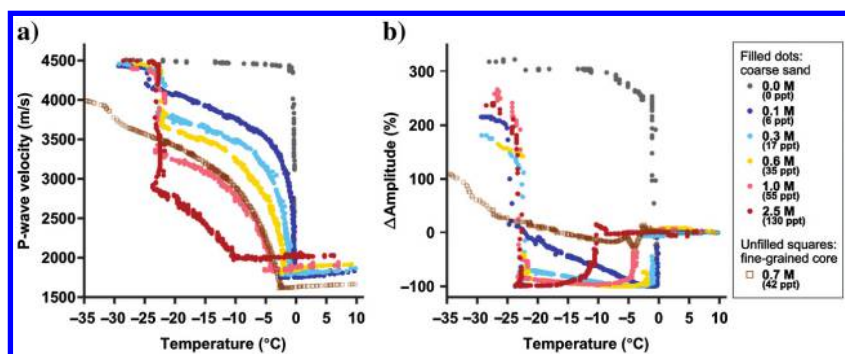 a)
P-wave velocity (m/s)
4500
4000
3500
3000
2500
2000
1500
−35 −30 −25 −20 −15 −10 −5 0 5 10
Temperature (°C)
b)
ΔAmplitude (%)
300
200
100
0
−100
−35 −30 −25 −20 −15 −10 −5 0 5 10
Temperature (°C)
Filled dots:
coarse sand
0.0 M
(0 ppt)
0.1 M
(6 ppt)
0.3 M
(17 ppt)
0.6 M
(35 ppt)
1.0 M
(55 ppt)
2.5 M
(130 ppt)
Unfilled squares:
fine-grained core
0.7 M
(42 ppt)